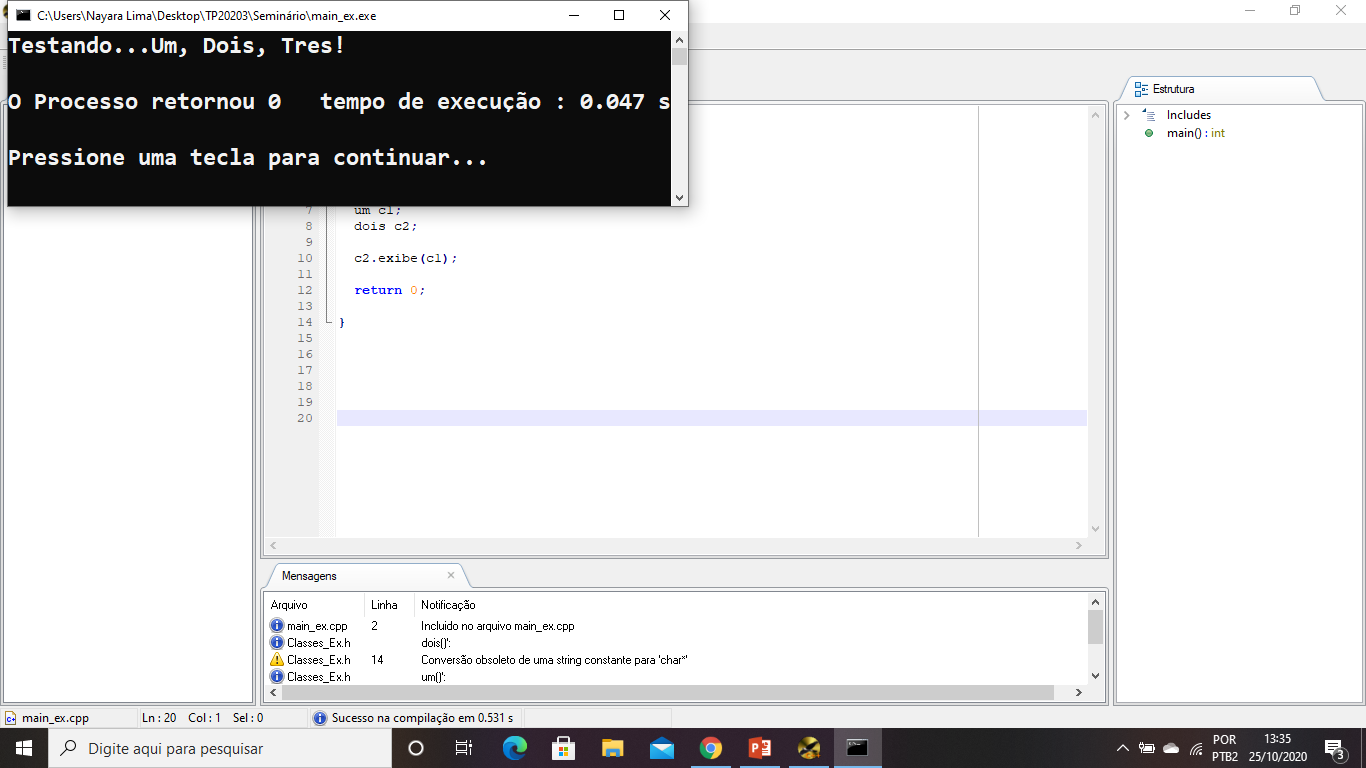 C:\Users\Nayara Lima\Desktop\TP20203\Seminário\main_ex.exe
Testando...Um, Dois, Tres!
O Processo retornou 0   tempo de execução : 0.047 s
Pressione uma tecla para continuar...
7 um c1;
8 dois c2;
9
10 c2.exibe(c1);
11
12 return 0;
13
14 }
15
16
17
18
19
20
Estrutura
Includes
main() : int
Mensagens
Arquivo Linha Notificação
main_ex.cpp 2 Incluido no arquivo main_ex.cpp
Classes_Ex.h dois()':
Classes_Ex.h 14 Conversão obsoleto de uma string constante para 'char*'
Classes_Ex.h um()':
main_ex.cpp Ln : 20 Col : 1 Sel : 0 Sucesso na compilação em 0.531 s
Digite aqui para pesquisar
POR
PTB2
13:35
25/10/2020
3